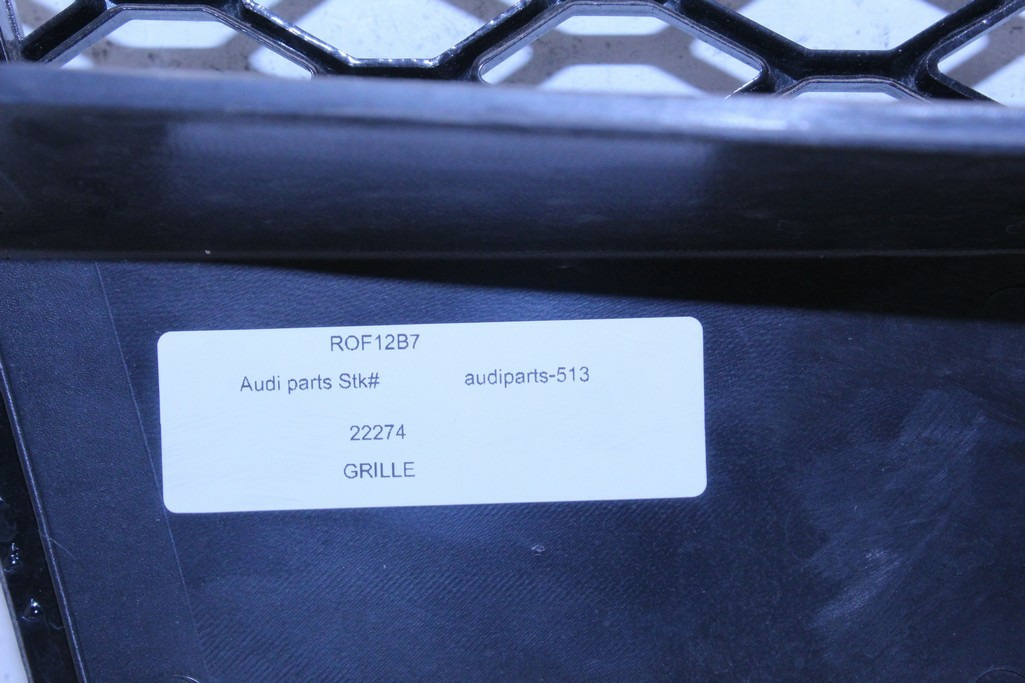 ROF12B7
Audi parts Stk# audiparts-513
22274
GRILLE